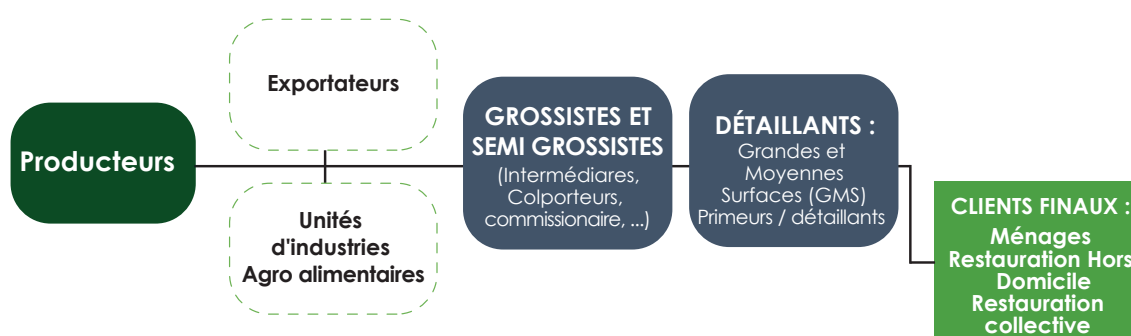 Producteurs
Exportateurs
Unités
d'industries
Agro alimentaires
GROSSISTES ET
SEMI GROSSISTES
(Intermédiares,
Colporteurs,
commissionaire, ...)
DÉTAILLANTS :
Grandes et
Moyennes
Surfaces (GMS)
Primeurs / détaillants
CLIENTS FINAUX :
Ménages
Restauration Hors
Domicile
Restauration
collective